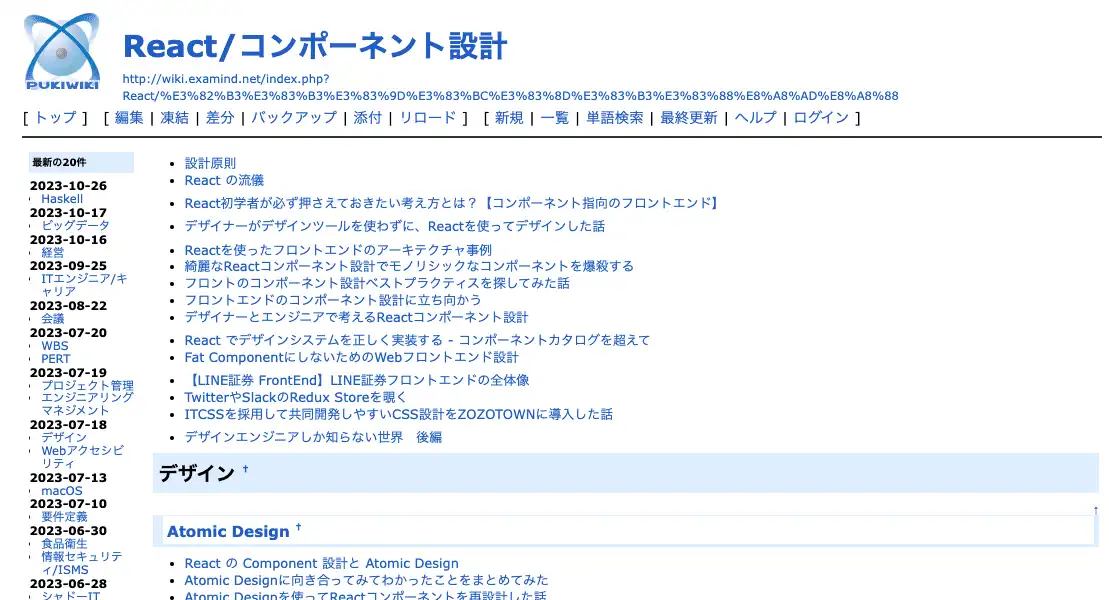 PUKIWIKI
React/コンポーネント設計
http://wiki.examind.net/index.php?
React/%E3%82%B3%E3%83%B3%E3%83%9D%E3%83%BC%E3%83%8D%E3%83%B3%E3%83%88%E8%A8%AD%E8%A8%88
[ トップ ] [ 編集 | 凍結 | 差分 | バックアップ | 添付 | リロード ] [ 新規 | 一覧 | 単語検索 | 最終更新 | ヘルプ | ログイン ]
最新の20件
2023-10-26
Haskell
2023-10-17
ビッグデータ
2023-10-16
経営
2023-09-25
ITエンジニア/キ
ャリア
2023-08-22
会議
2023-07-20
WBS
PERT
2023-07-19
プロジェクト管理
エンジニアリング
マネジメント
2023-07-18
デザイン
Webアクセシビ
リティ
2023-07-13
macOS
2023-07-10
要件定義
2023-06-30
食品衛生
情報セキュリテ
ィ/ISMS
2023-06-28
シャドーIT
設計原則
React の流儀
React初学者が必ず押さえておきたい考え方とは？【コンポーネント指向のフロントエンド】
デザイナーがデザインツールを使わずに、Reactを使ってデザインした話
Reactを使ったフロントエンドのアーキテクチャ事例
綺麗なReactコンポーネント設計でモノリシックなコンポーネントを爆殺する
フロントのコンポーネント設計ベストプラクティスを探してみた話
フロントエンドのコンポーネント設計に立ち向かう
デザイナーとエンジニアで考えるReactコンポーネント設計
React でデザインシステムを正しく実装する - コンポーネントカタログを超えて
Fat ComponentにしないためのWebフロントエンド設計
【LINE証券 FrontEnd】LINE証券フロントエンドの全体像
TwitterやSlackのRedux Storeを覗く
ITCSSを採用して共同開発しやすいCSS設計をZOZOTOWNに導入した話
デザインエンジニアしか知らない世界　後編
デザイン †
↑
Atomic Design †
React の Component 設計と Atomic Design
Atomic Designに向き合ってみてわかったことをまとめてみた
Atomic Designを使ってReactコンポーネントを再設計した話